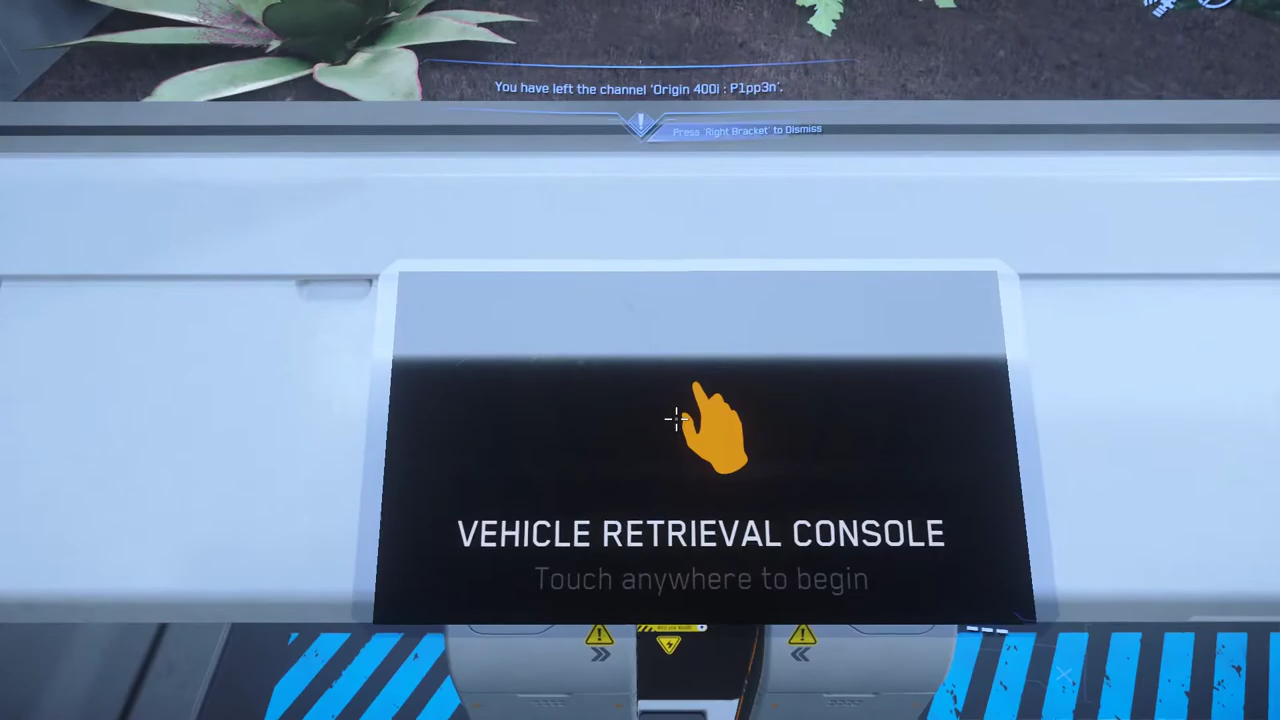 You have left the channel 'Origin 400i : P1pp3n'.
Press 'Right Bracket' to Dismiss
VEHICLE RETRIEVAL CONSOLE
Touch anywhere to begin